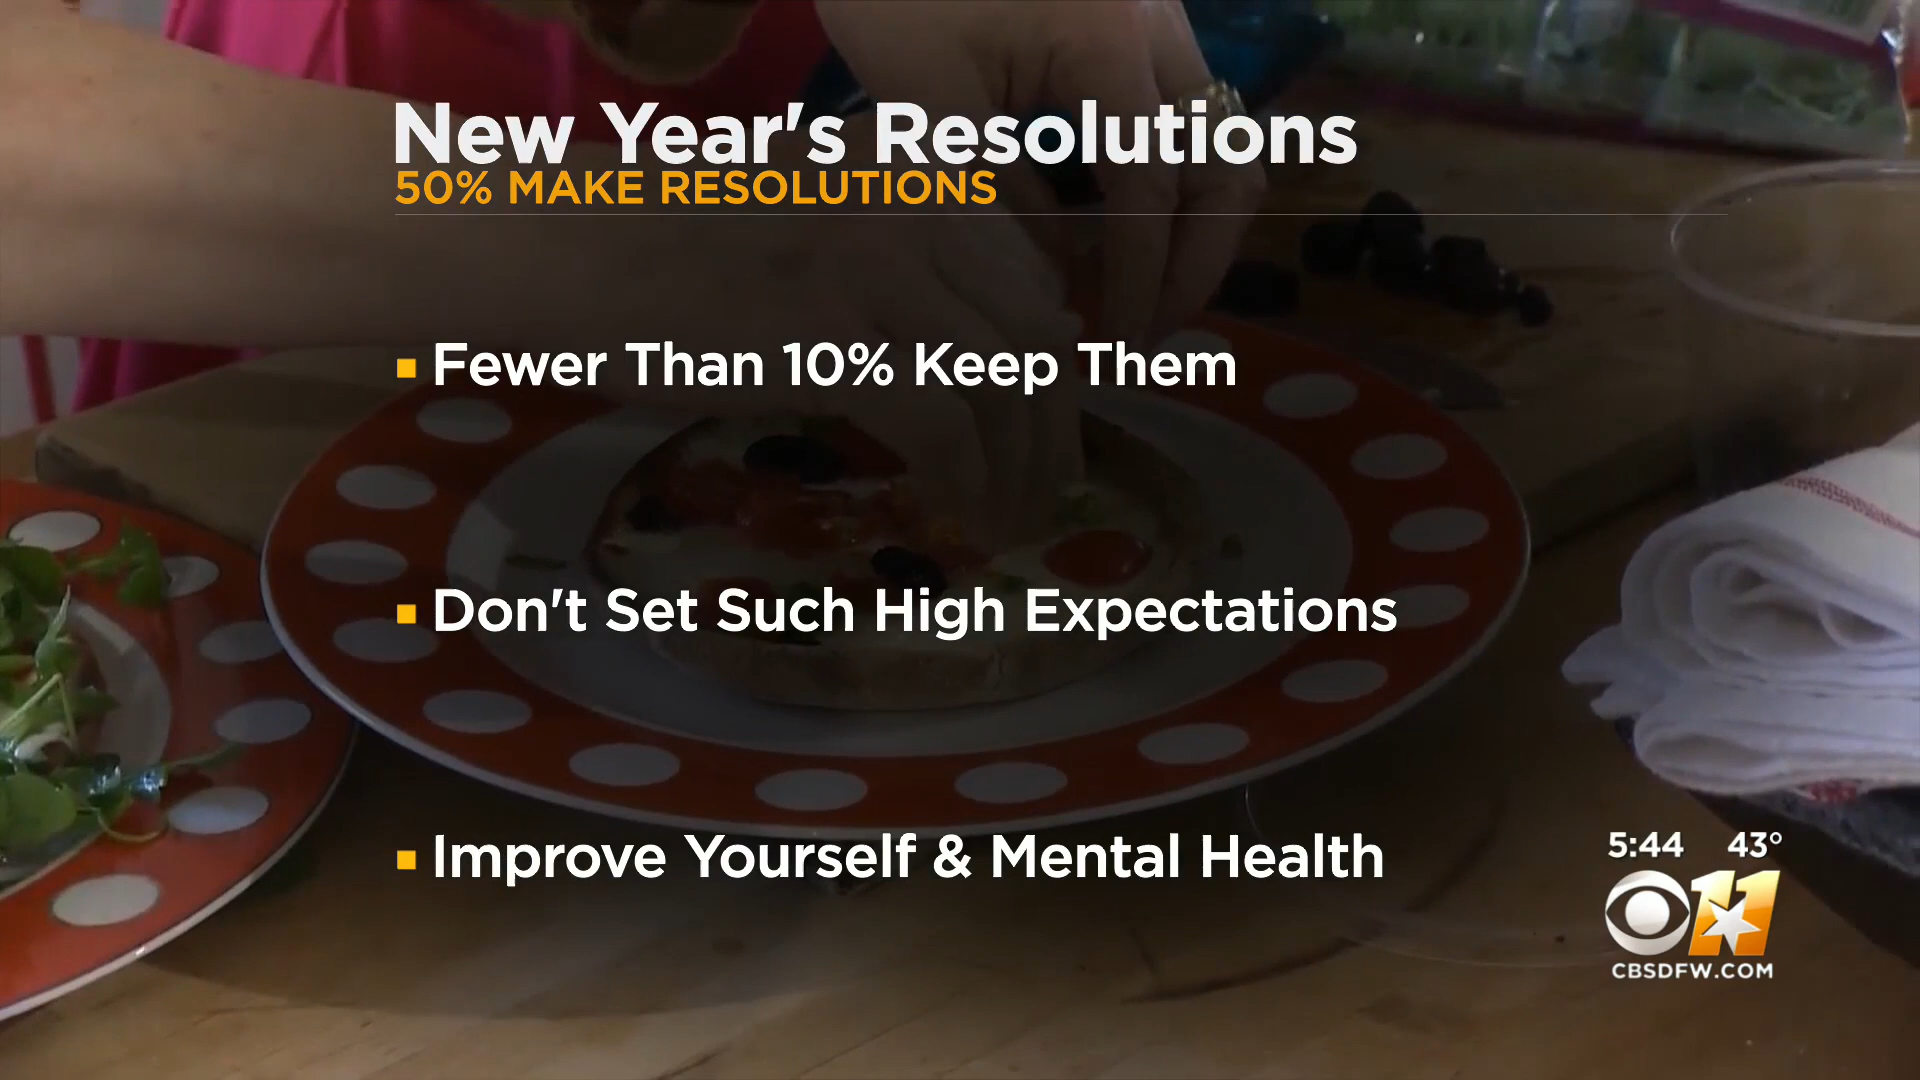 New Year's Resolutions
50% MAKE RESOLUTIONS
Fewer Than 10% Keep Them
Don't Set Such High Expectations
Improve Yourself & Mental Health
5:44 43°
11
CBSDFW.COM